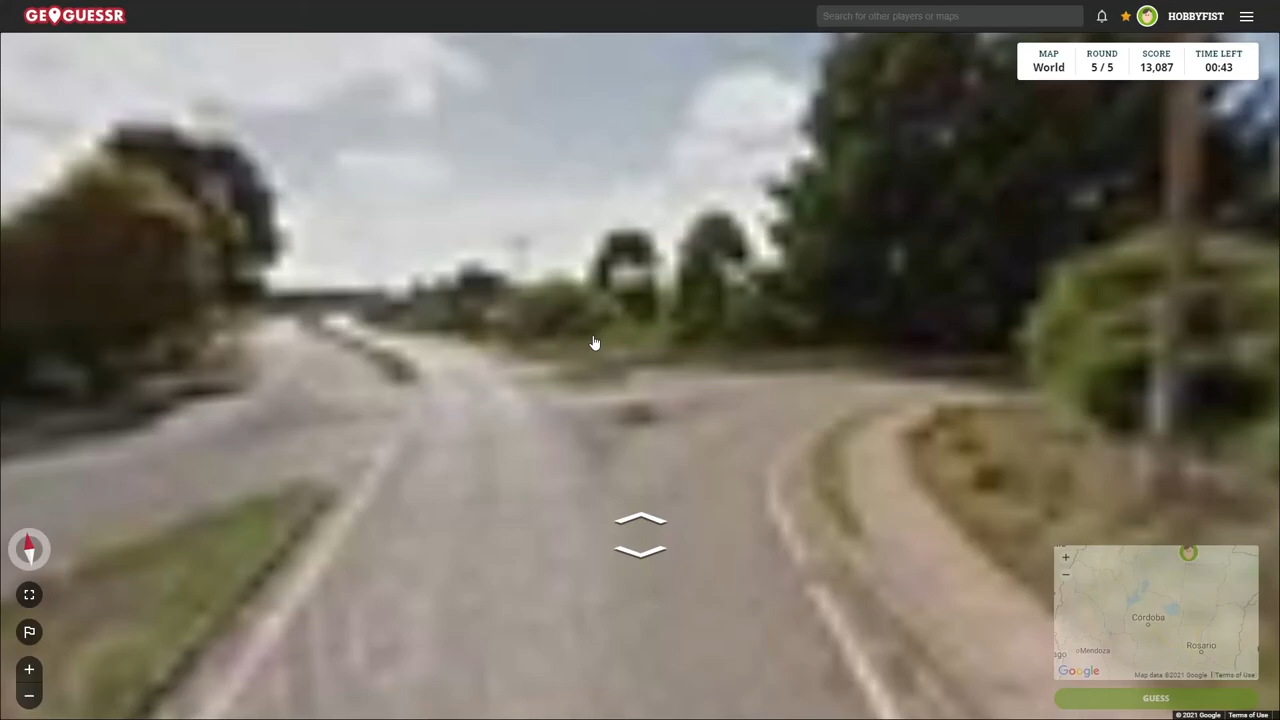 GEOGUESSR
Search for other players or maps
HOBBYFIST
MAP ROUND SCORE TIME LEFT
World 5 / 5 13,087 00:43
Córdoba
Rosario
ago
Mendoza
Google
Map data ©2021 Google Terms of Use
GUESS
© 2021 Google Terms of Use